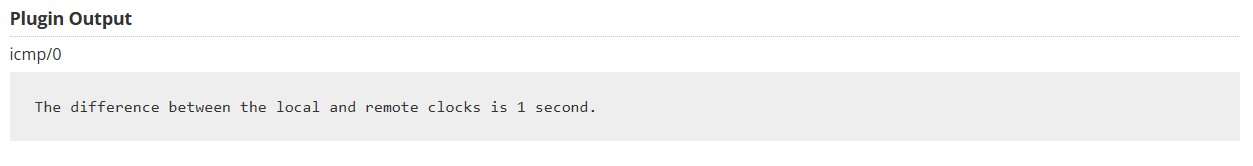 Plugin Output
icmp/0
The difference between the local and remote clocks is 1 second.